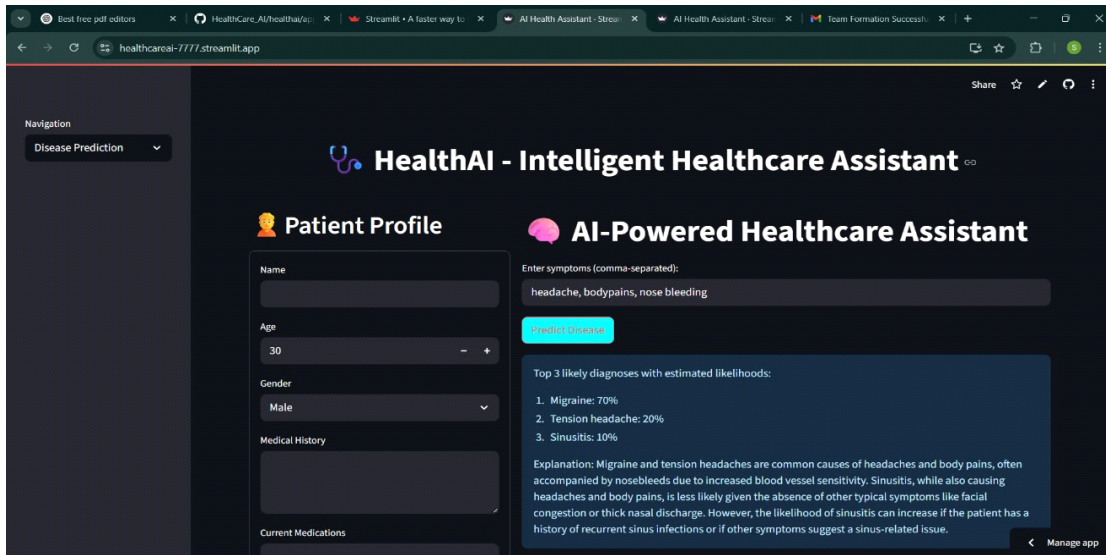 Best free pdf editors
HealthCare_AI/healthai/ap
Streamlit • A faster way to
AI Health Assistant · Stream
AI Health Assistant · Stream
Team Formation Successfu
healthcareai-7777.streamlit.app
S
Share
Navigation
Disease Prediction
HealthAI - Intelligent Healthcare Assistant
Patient Profile
Name
Age
30
Gender
Male
Medical History
Current Medications
AI-Powered Healthcare Assistant
Enter symptoms (comma-separated):
headache, bodypains, nose bleeding
Predict Disease
Top 3 likely diagnoses with estimated likelihoods:
1. Migraine: 70%
2. Tension headache: 20%
3. Sinusitis: 10%
Explanation: Migraine and tension headaches are common causes of headaches and body pains, often
accompanied by nosebleeds due to increased blood vessel sensitivity. Sinusitis, while also causing
headaches and body pains, is less likely given the absence of other typical symptoms like facial
congestion or thick nasal discharge. However, the likelihood of sinusitis can increase if the patient has a
history of recurrent sinus infections or if other symptoms suggest a sinus-related issue.
Manage app